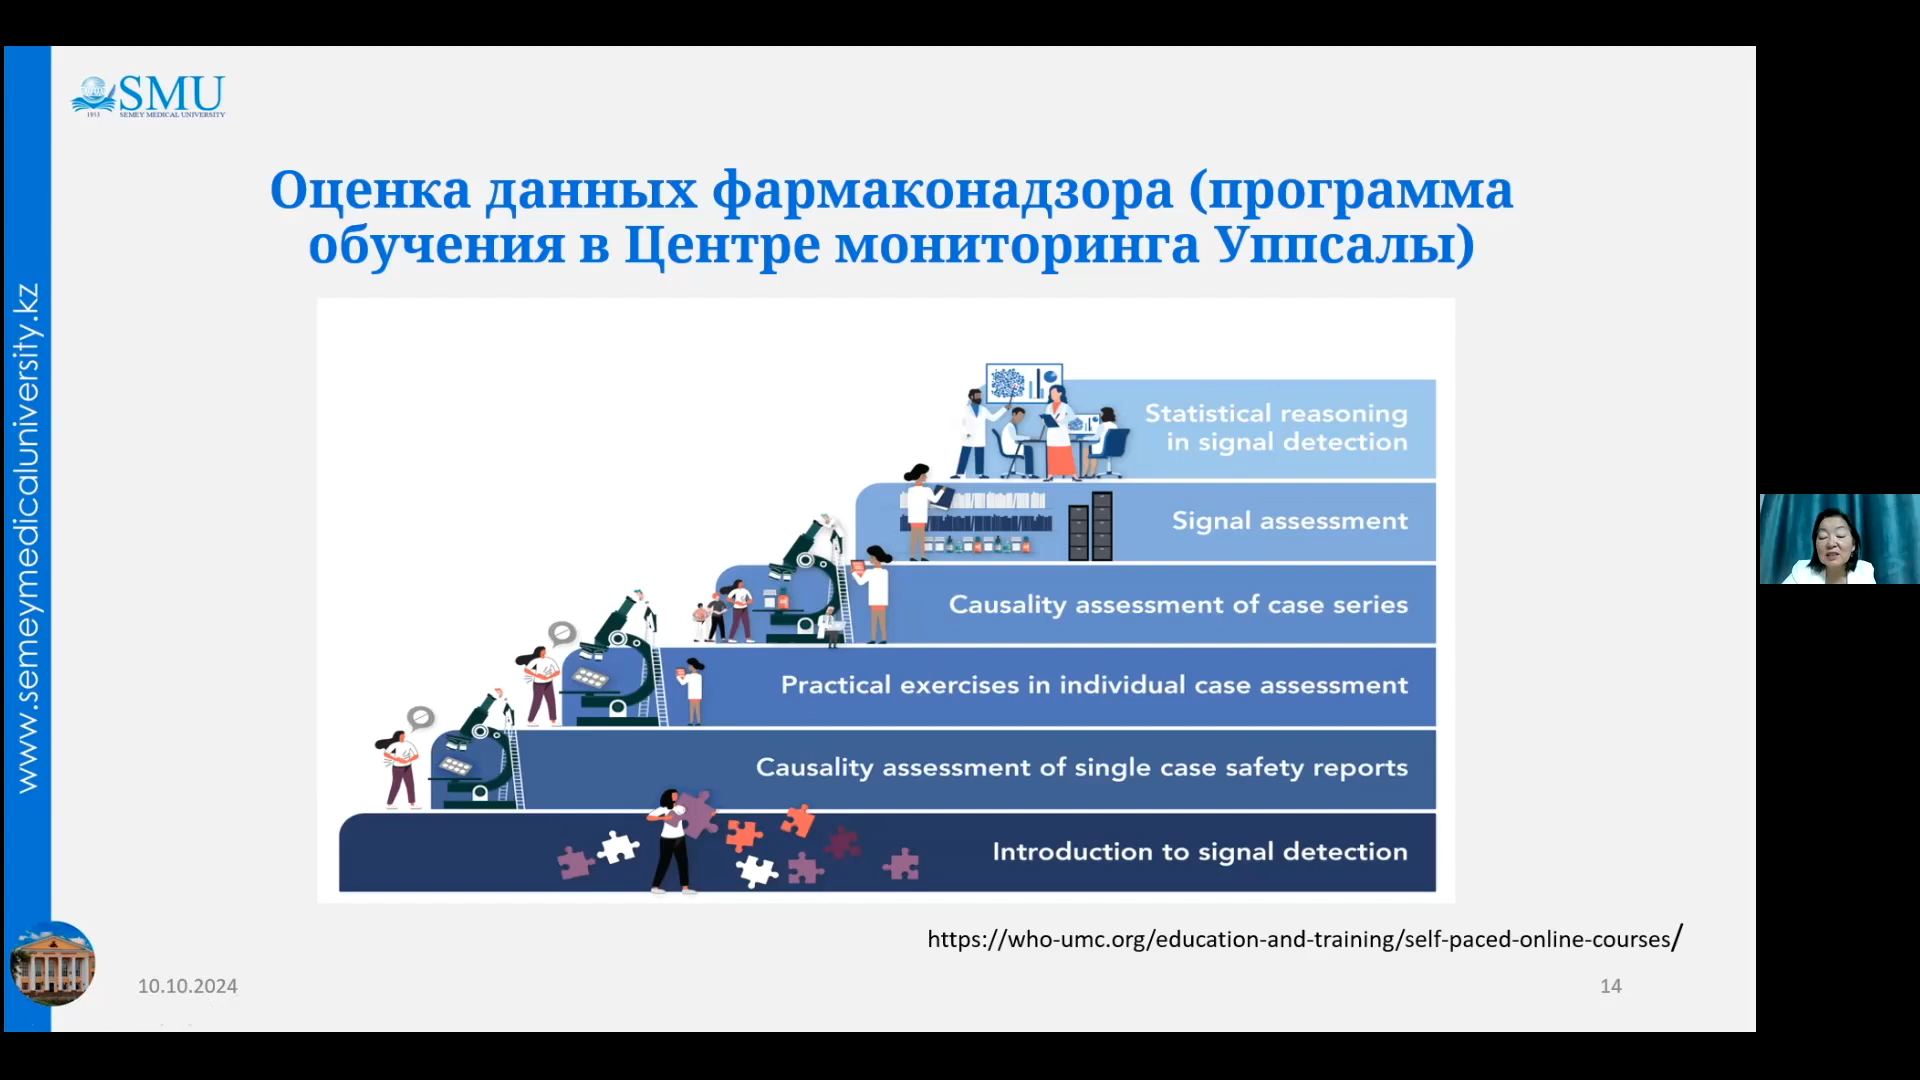 SMU
1953 SEMEY MEDICAL UNIVERSITY
www.semeymedicaluniversity.kz
Оценка данных фармаконадзора (программа
обучения в Центре мониторинга Уппсалы)
Statistical reasoning
in signal detection
Signal assessment
Causality assessment of case series
Practical exercises in individual case assessment
Causality assessment of single case safety reports
Introduction to signal detection
https://who-umc.org/education-and-training/self-paced-online-courses/
10.10.2024
14